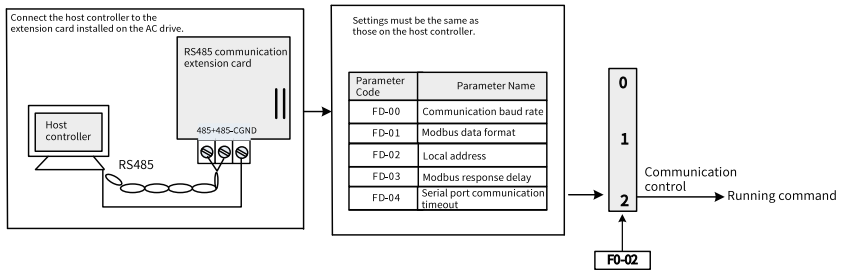 Connect the host controller to the
extension card installed on the AC drive.
RS485 communication
extension card
485+485-CGND
Host
controller
RS485
Settings must be the same as
those on the host controller.
Parameter Code
Parameter Name
FD-00 Communication baud rate
FD-01 Modbus data format
FD-02 Local address
FD-03 Modbus response delay
FD-04 Serial port communication
timeout
0
1
2
Communication
control
Running command
F0-02